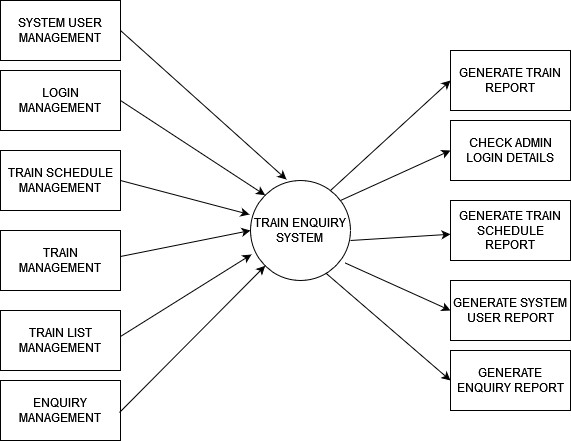 SYSTEM USER
MANAGEMENT
LOGIN
MANAGEMENT
TRAIN SCHEDULE
MANAGEMENT
TRAIN
MANAGEMENT
TRAIN LIST
MANAGEMENT
ENQUIRY
MANAGEMENT
TRAIN ENQUIRY
SYSTEM
GENERATE TRAIN
REPORT
CHECK ADMIN
LOGIN DETAILS
GENERATE TRAIN
SCHEDULE
REPORT
GENERATE SYSTEM
USER REPORT
GENERATE
ENQUIRY REPORT